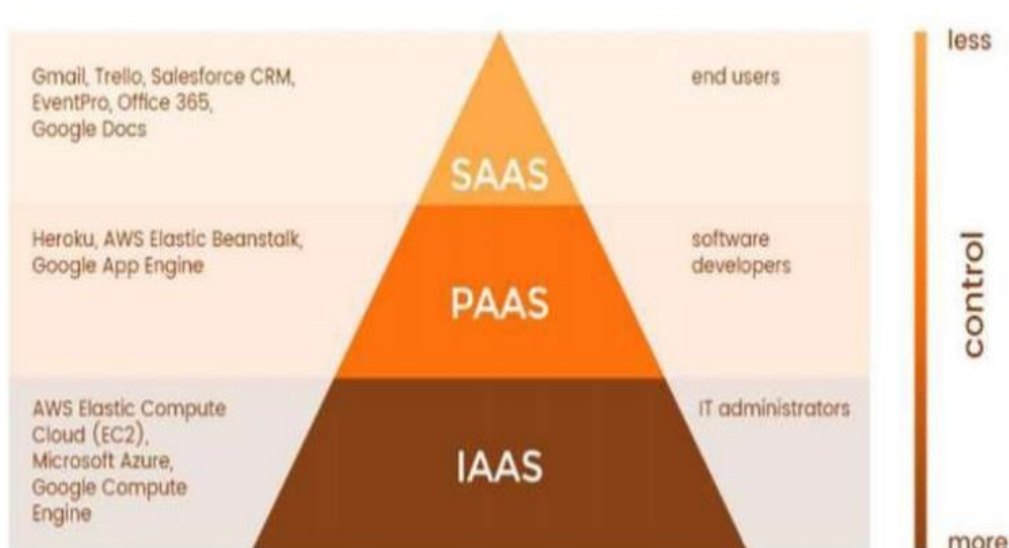 less
Gmail, Trello, Salesforce CRM,
EventPro, Office 365,
Google Docs
SAAS
end users
Heroku, AWS Elastic Beanstalk,
Google App Engine
PAAS
software
developers
control
AWS Elastic Compute
Cloud (EC2),
Microsoft Azure,
Google Compute
Engine
IAAS
IT administrators
more